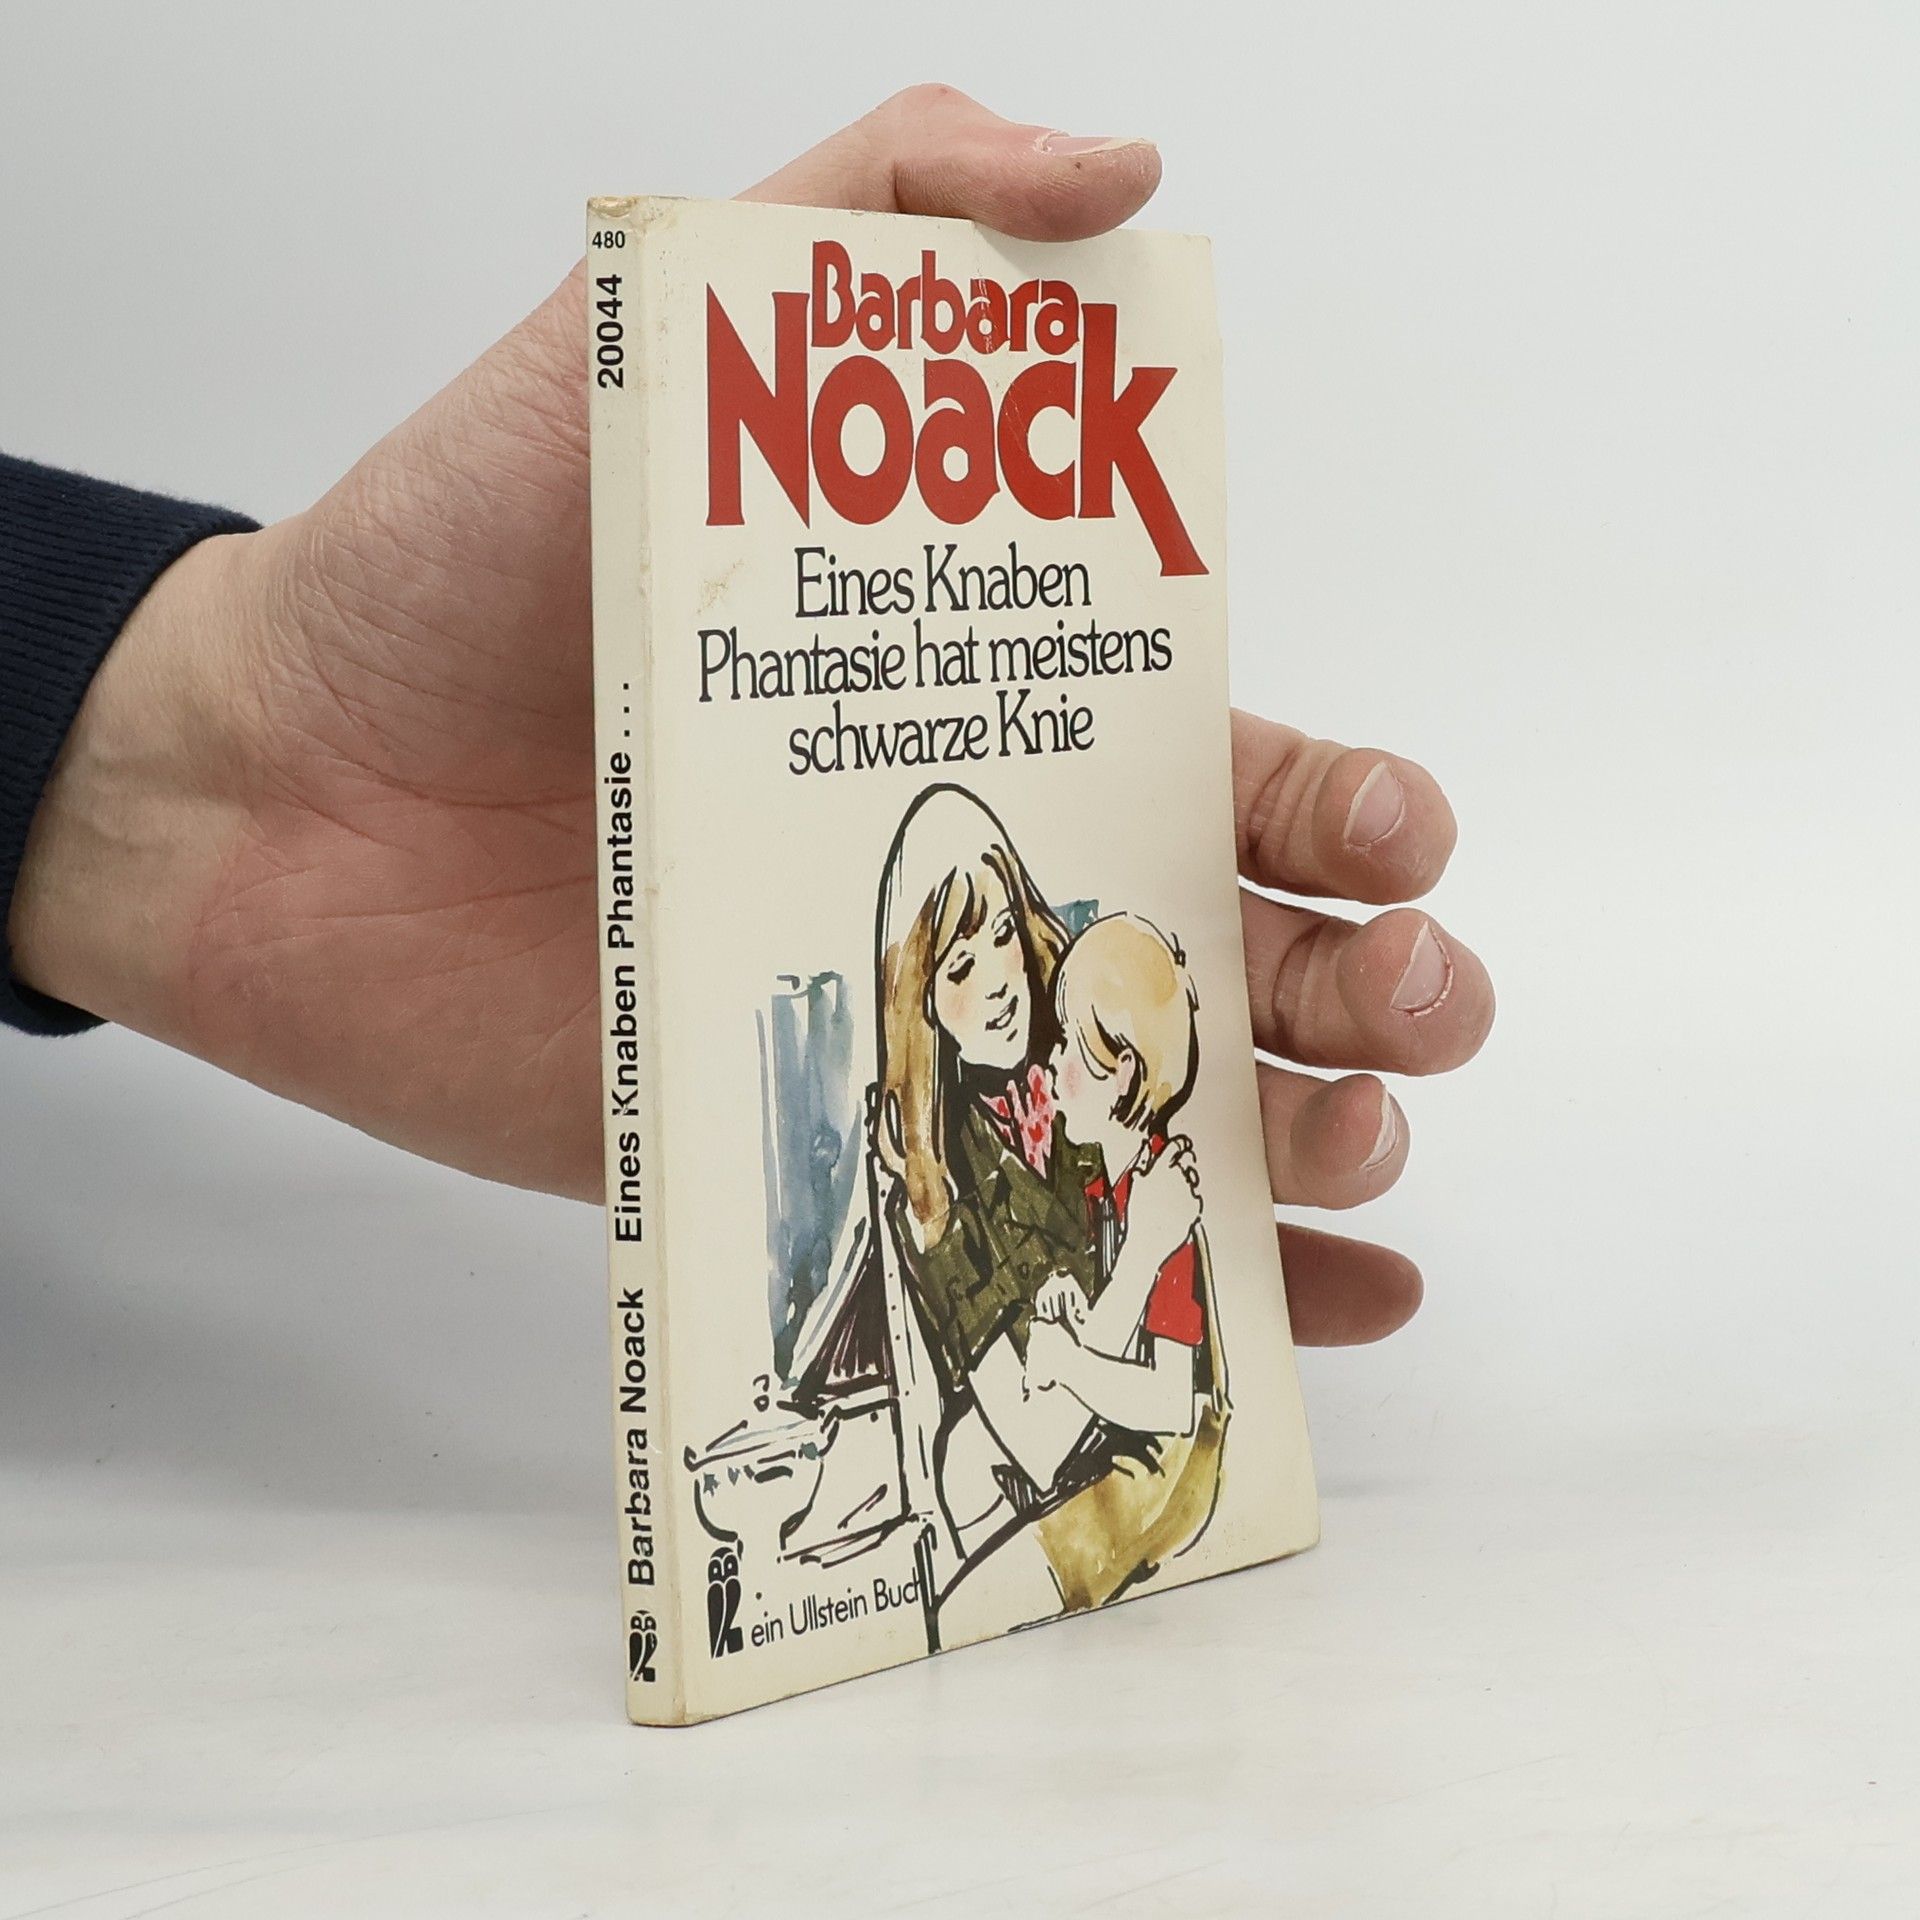 480
20044
Barbara Noack Eines Knaben Phantasie . . .
Barbara
Noack
Eines Knaben
Phantasie hat meistens
schwarze Knie
ein Ullstein Buch